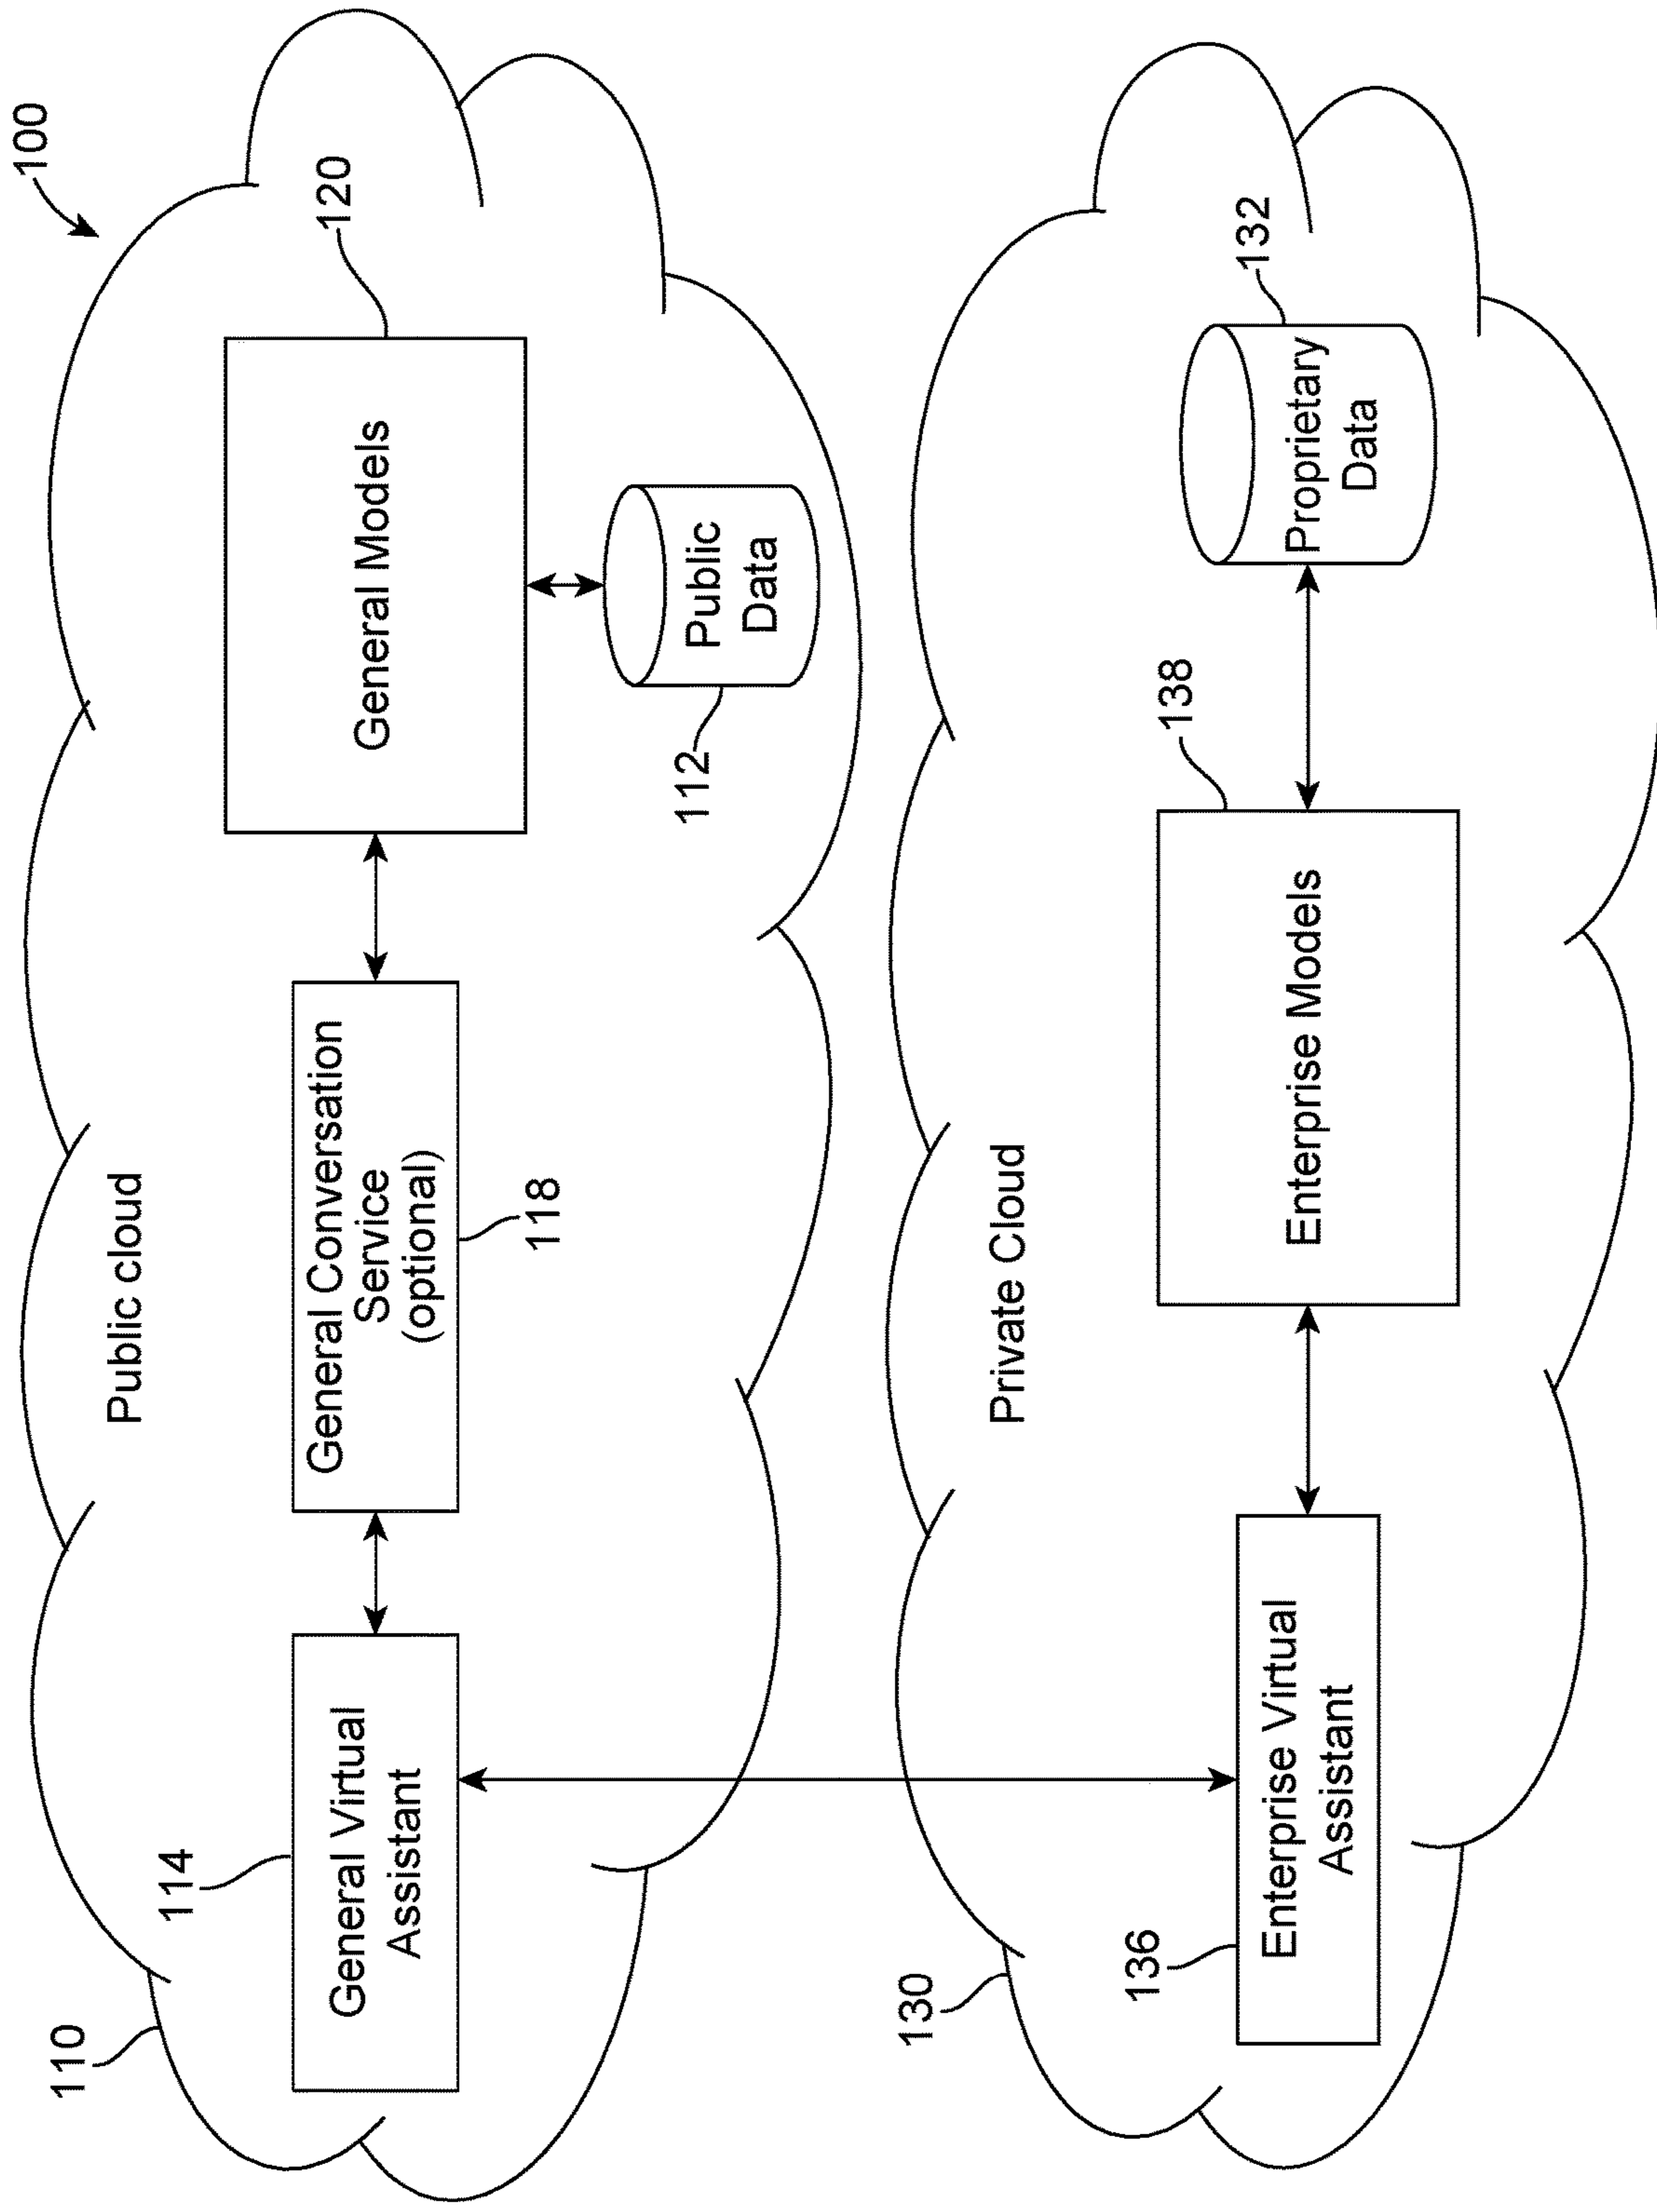 100
Public cloud
110
114
General Virtual
Assistant
General Conversation
Service
(optional)
118
General Models
120
Public
Data
112
Private Cloud
130
136
Enterprise Virtual
Assistant
Enterprise Models
138
Proprietary
Data
132